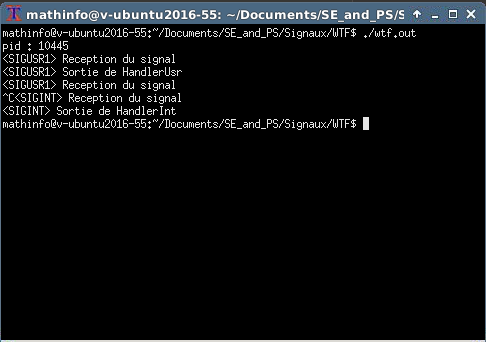 mathinfo@v-ubuntu2016-55: ~/Documents/SE_and_PS/S
mathinfo@v-ubuntu2016-55:~/Documents/SE_and_PS/Signaux/WTF$ ./wtf.out
pid : 10445
<SIGUSR1> Reception du signal
<SIGUSR1> Sortie de HandlerUsr
<SIGUSR1> Reception du signal
^C<SIGINT> Reception du signal
<SIGINT> Sortie de HandlerInt
mathinfo@v-ubuntu2016-55:~/Documents/SE_and_PS/Signaux/WTF$